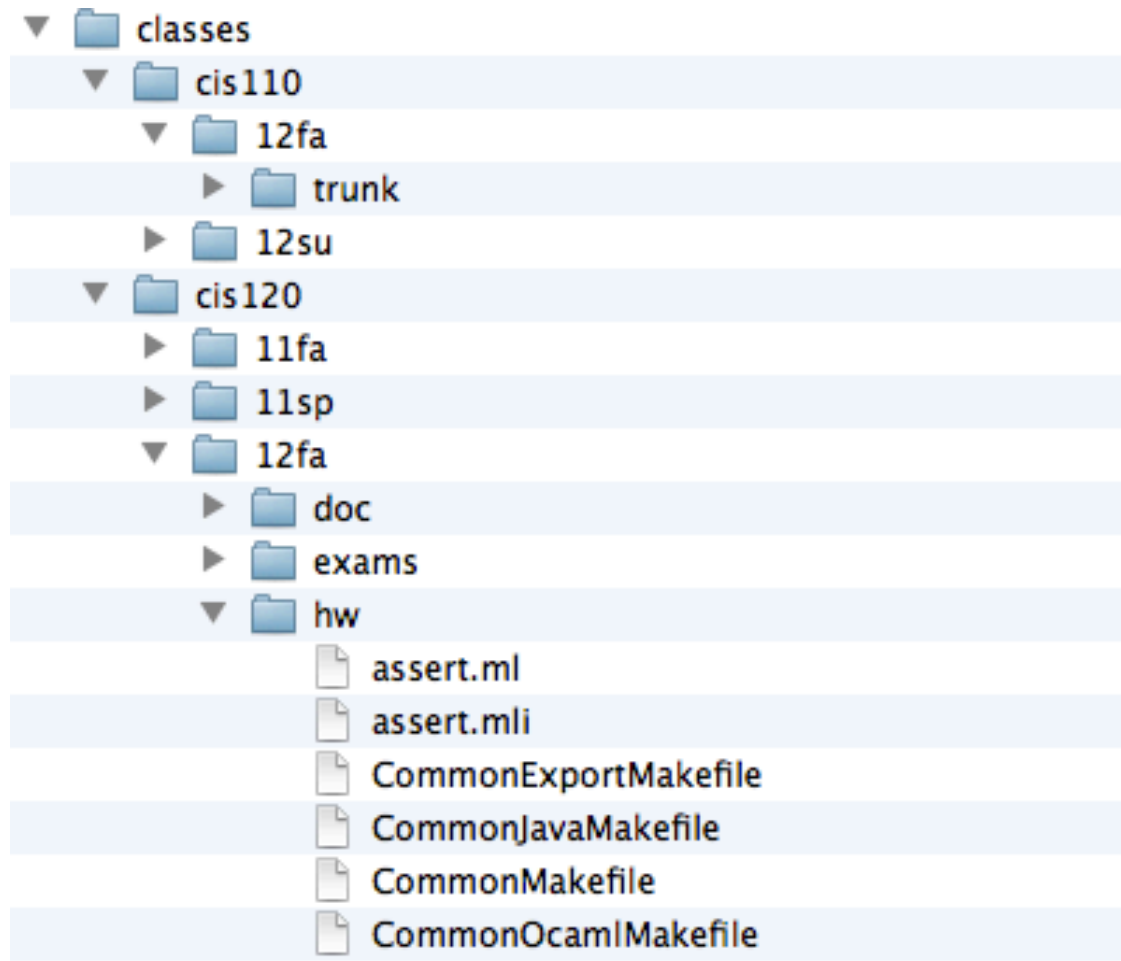 classes
cis110
12fa
trunk
12su
cis120
11fa
11sp
12fa
doc
exams
hw
assert.ml
assert.mli
CommonExportMakefile
CommonJavaMakefile
CommonMakefile
CommonOcamlMakefile